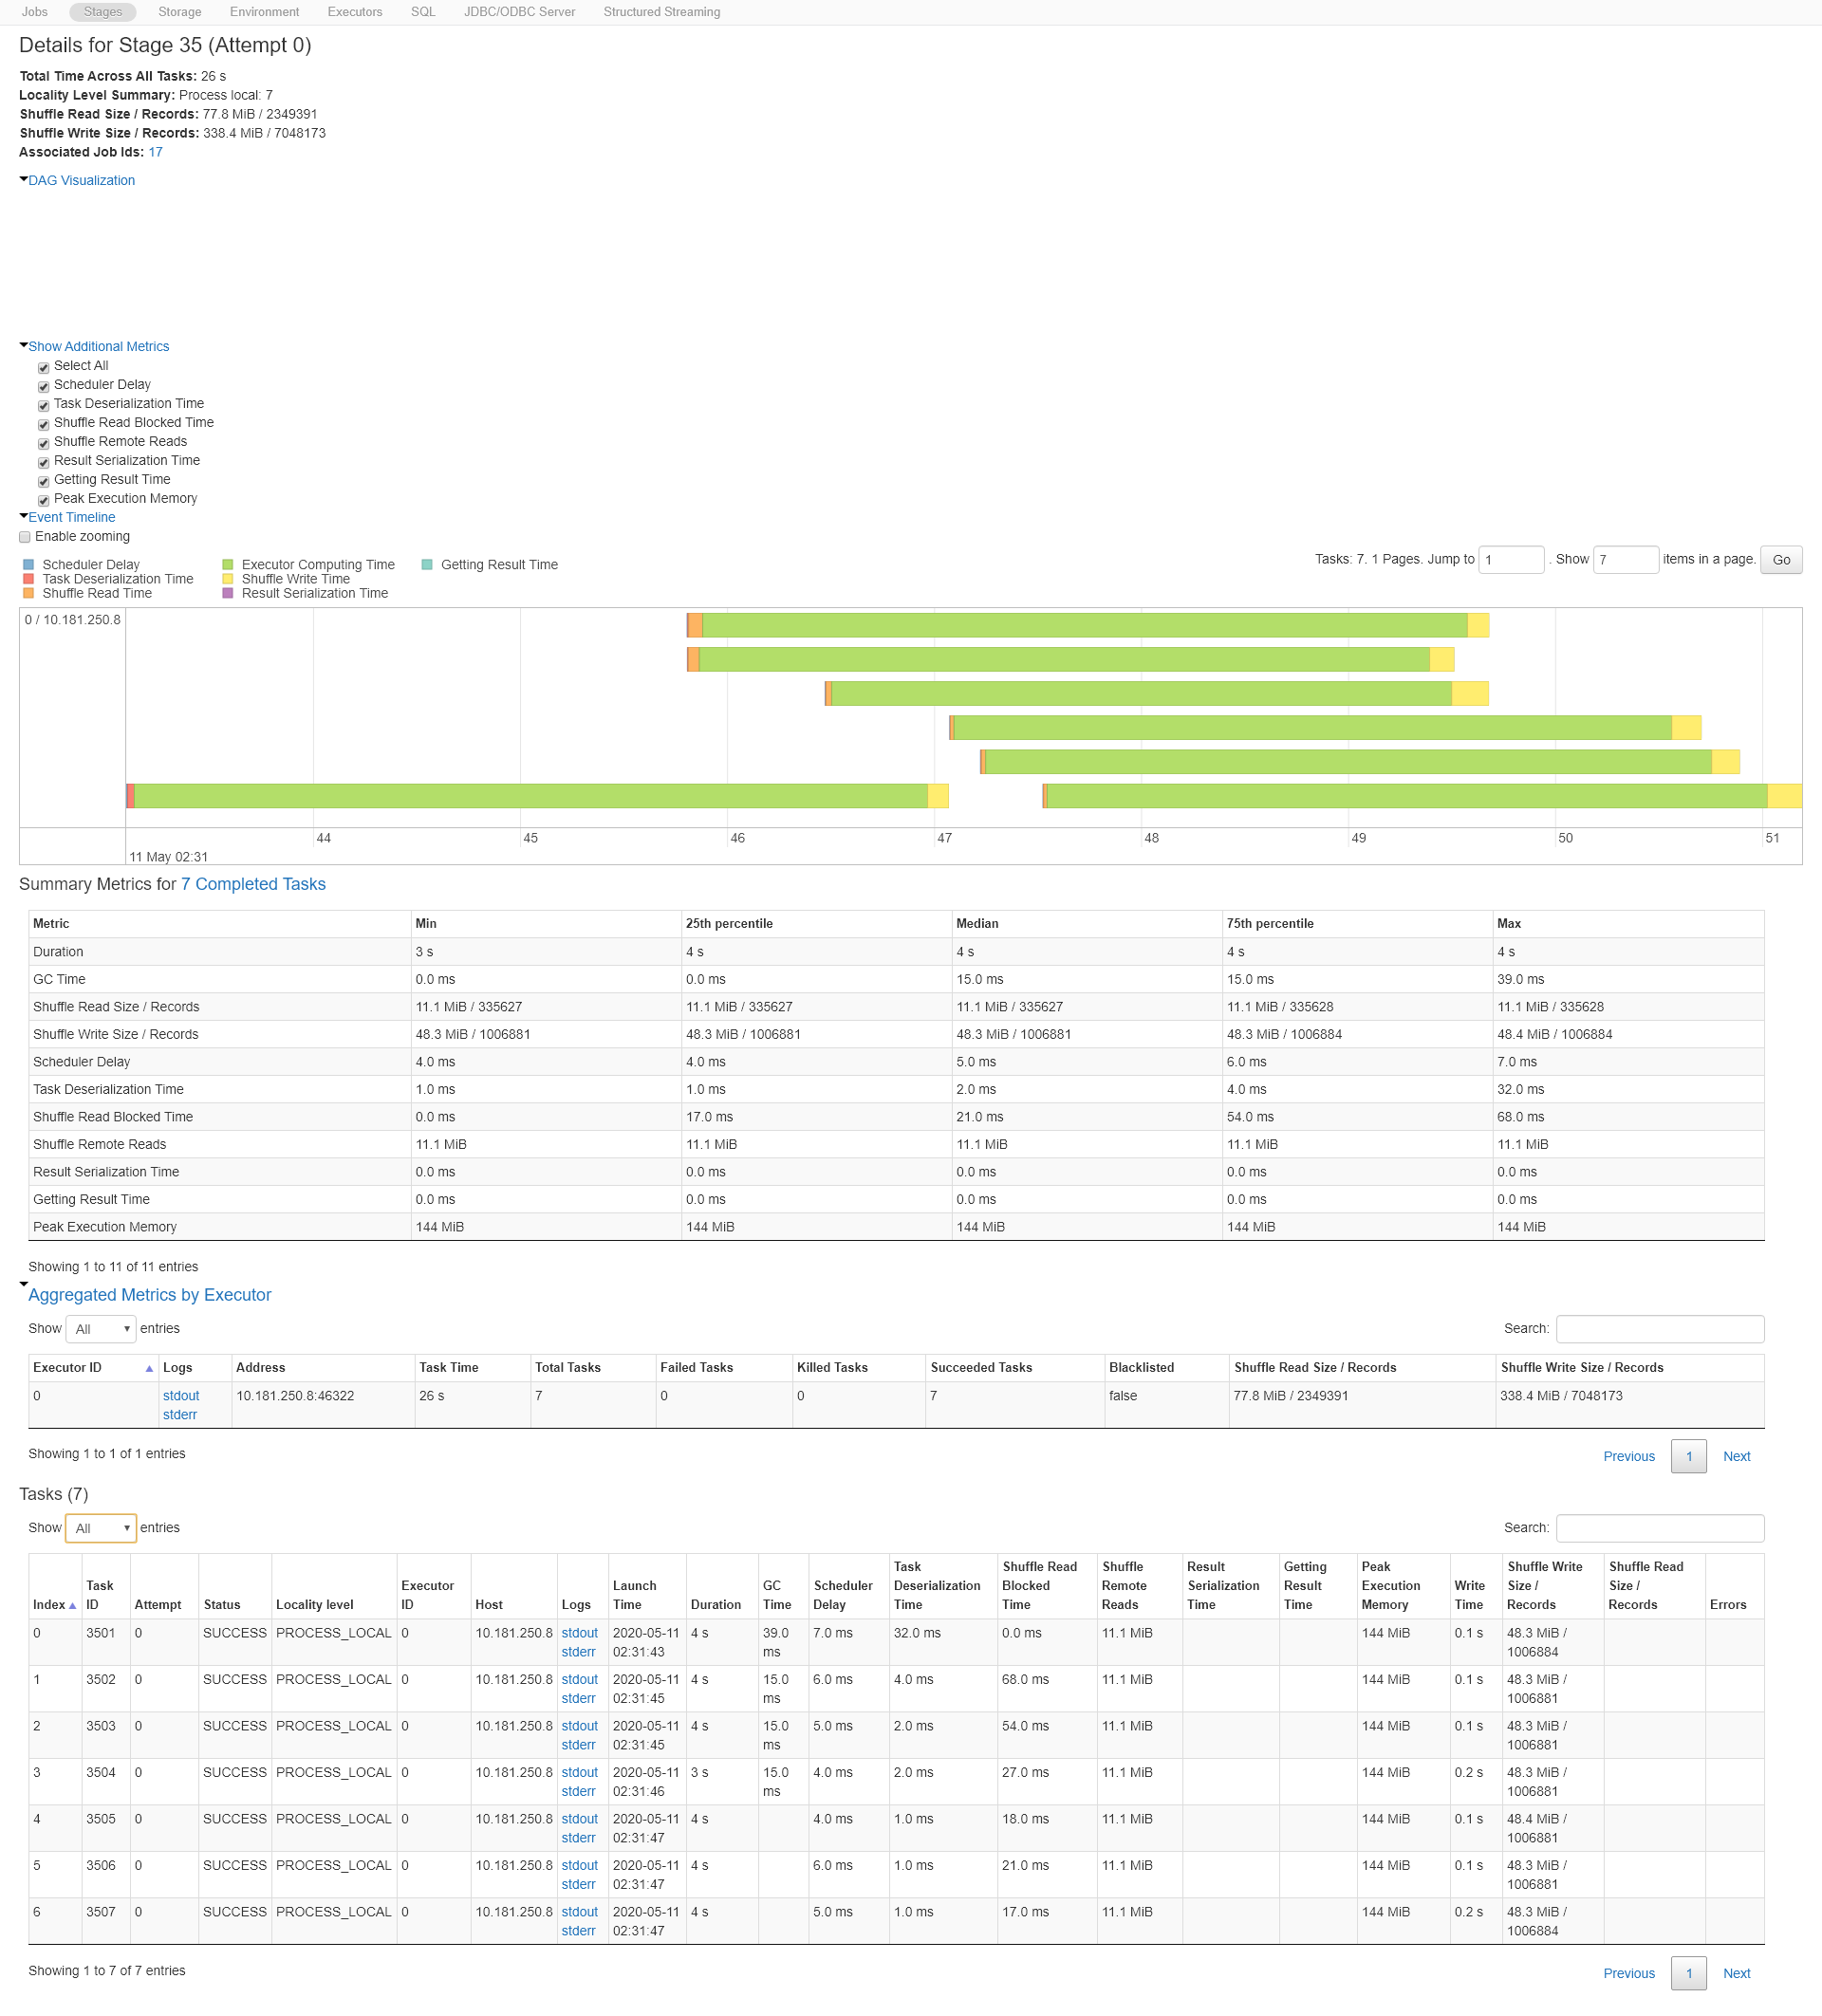 Jobs Stages Storage Environment Executors SQL JDBC/ODBC Server Structured Streaming
Details for Stage 35 (Attempt 0)
Total Time Across All Tasks: 26 s
Locality Level Summary: Process local: 7
Shuffle Read Size / Records: 77.8 MiB / 2349391
Shuffle Write Size / Records: 338.4 MiB / 7048173
Associated Job Ids: 17
DAG Visualization
Show Additional Metrics
Select All
Scheduler Delay
Task Deserialization Time
Shuffle Read Blocked Time
Shuffle Remote Reads
Result Serialization Time
Getting Result Time
Peak Execution Memory
Event Timeline
Enable zooming
Tasks: 7. 1 Pages. Jump to 1 . Show 7 items in a page. Go
Scheduler Delay Executor Computing Time Getting Result Time
Task Deserialization Time Shuffle Write Time
Shuffle Read Time Result Serialization Time
0 / 10.181.250.8
44 45 46 47 48 49 50 51
11 May 02:31
Summary Metrics for 7 Completed Tasks
Metric Min 25th percentile Median 75th percentile Max
Duration 3 s 4 s 4 s 4 s 4 s
GC Time 0.0 ms 0.0 ms 15.0 ms 15.0 ms 39.0 ms
Shuffle Read Size / Records 11.1 MiB / 335627 11.1 MiB / 335627 11.1 MiB / 335627 11.1 MiB / 335628 11.1 MiB / 335628
Shuffle Write Size / Records 48.3 MiB / 1006881 48.3 MiB / 1006881 48.3 MiB / 1006881 48.3 MiB / 1006884 48.4 MiB / 1006884
Scheduler Delay 4.0 ms 4.0 ms 5.0 ms 6.0 ms 7.0 ms
Task Deserialization Time 1.0 ms 1.0 ms 2.0 ms 4.0 ms 32.0 ms
Shuffle Read Blocked Time 0.0 ms 17.0 ms 21.0 ms 54.0 ms 68.0 ms
Shuffle Remote Reads 11.1 MiB 11.1 MiB 11.1 MiB 11.1 MiB 11.1 MiB
Result Serialization Time 0.0 ms 0.0 ms 0.0 ms 0.0 ms 0.0 ms
Getting Result Time 0.0 ms 0.0 ms 0.0 ms 0.0 ms 0.0 ms
Peak Execution Memory 144 MiB 144 MiB 144 MiB 144 MiB 144 MiB
Showing 1 to 11 of 11 entries
Aggregated Metrics by Executor
Show All entries Search:
Executor ID Logs Address Task Time Total Tasks Failed Tasks Killed Tasks Succeeded Tasks Blacklisted Shuffle Read Size / Records Shuffle Write Size / Records
0 stdout 10.181.250.8:46322 26 s 7 0 0 7 false 77.8 MiB / 2349391 338.4 MiB / 7048173
stderr
Showing 1 to 1 of 1 entries Previous 1 Next
Tasks (7)
Show All entries Search:
Task Shuffle Read Shuffle Result Getting Peak Shuffle Write Shuffle Read
Task Executor Launch GC Scheduler Deserialization Blocked Remote Serialization Result Execution Write Size / Size /
Index ID Attempt Status Locality level ID Host Logs Time Duration Time Delay Time Time Reads Time Time Memory Time Records Records Errors
0 3501 0 SUCCESS PROCESS_LOCAL 0 10.181.250.8 stdout 2020-05-11 4 s 39.0 7.0 ms 32.0 ms 0.0 ms 11.1 MiB 144 MiB 0.1 s 48.3 MiB /
stderr 02:31:43 ms 1006884
1 3502 0 SUCCESS PROCESS_LOCAL 0 10.181.250.8 stdout 2020-05-11 4 s 15.0 6.0 ms 4.0 ms 68.0 ms 11.1 MiB 144 MiB 0.1 s 48.3 MiB /
stderr 02:31:45 ms 1006881
2 3503 0 SUCCESS PROCESS_LOCAL 0 10.181.250.8 stdout 2020-05-11 4 s 15.0 5.0 ms 2.0 ms 54.0 ms 11.1 MiB 144 MiB 0.1 s 48.3 MiB /
stderr 02:31:45 ms 1006881
3 3504 0 SUCCESS PROCESS_LOCAL 0 10.181.250.8 stdout 2020-05-11 3 s 15.0 4.0 ms 2.0 ms 27.0 ms 11.1 MiB 144 MiB 0.2 s 48.3 MiB /
stderr 02:31:46 ms 1006881
4 3505 0 SUCCESS PROCESS_LOCAL 0 10.181.250.8 stdout 2020-05-11 4 s 4.0 ms 1.0 ms 18.0 ms 11.1 MiB 144 MiB 0.1 s 48.4 MiB /
stderr 02:31:47 1006881
5 3506 0 SUCCESS PROCESS_LOCAL 0 10.181.250.8 stdout 2020-05-11 4 s 6.0 ms 1.0 ms 21.0 ms 11.1 MiB 144 MiB 0.1 s 48.3 MiB /
stderr 02:31:47 1006881
6 3507 0 SUCCESS PROCESS_LOCAL 0 10.181.250.8 stdout 2020-05-11 4 s 5.0 ms 1.0 ms 17.0 ms 11.1 MiB 144 MiB 0.2 s 48.3 MiB /
stderr 02:31:47 1006884
Showing 1 to 7 of 7 entries Previous 1 Next